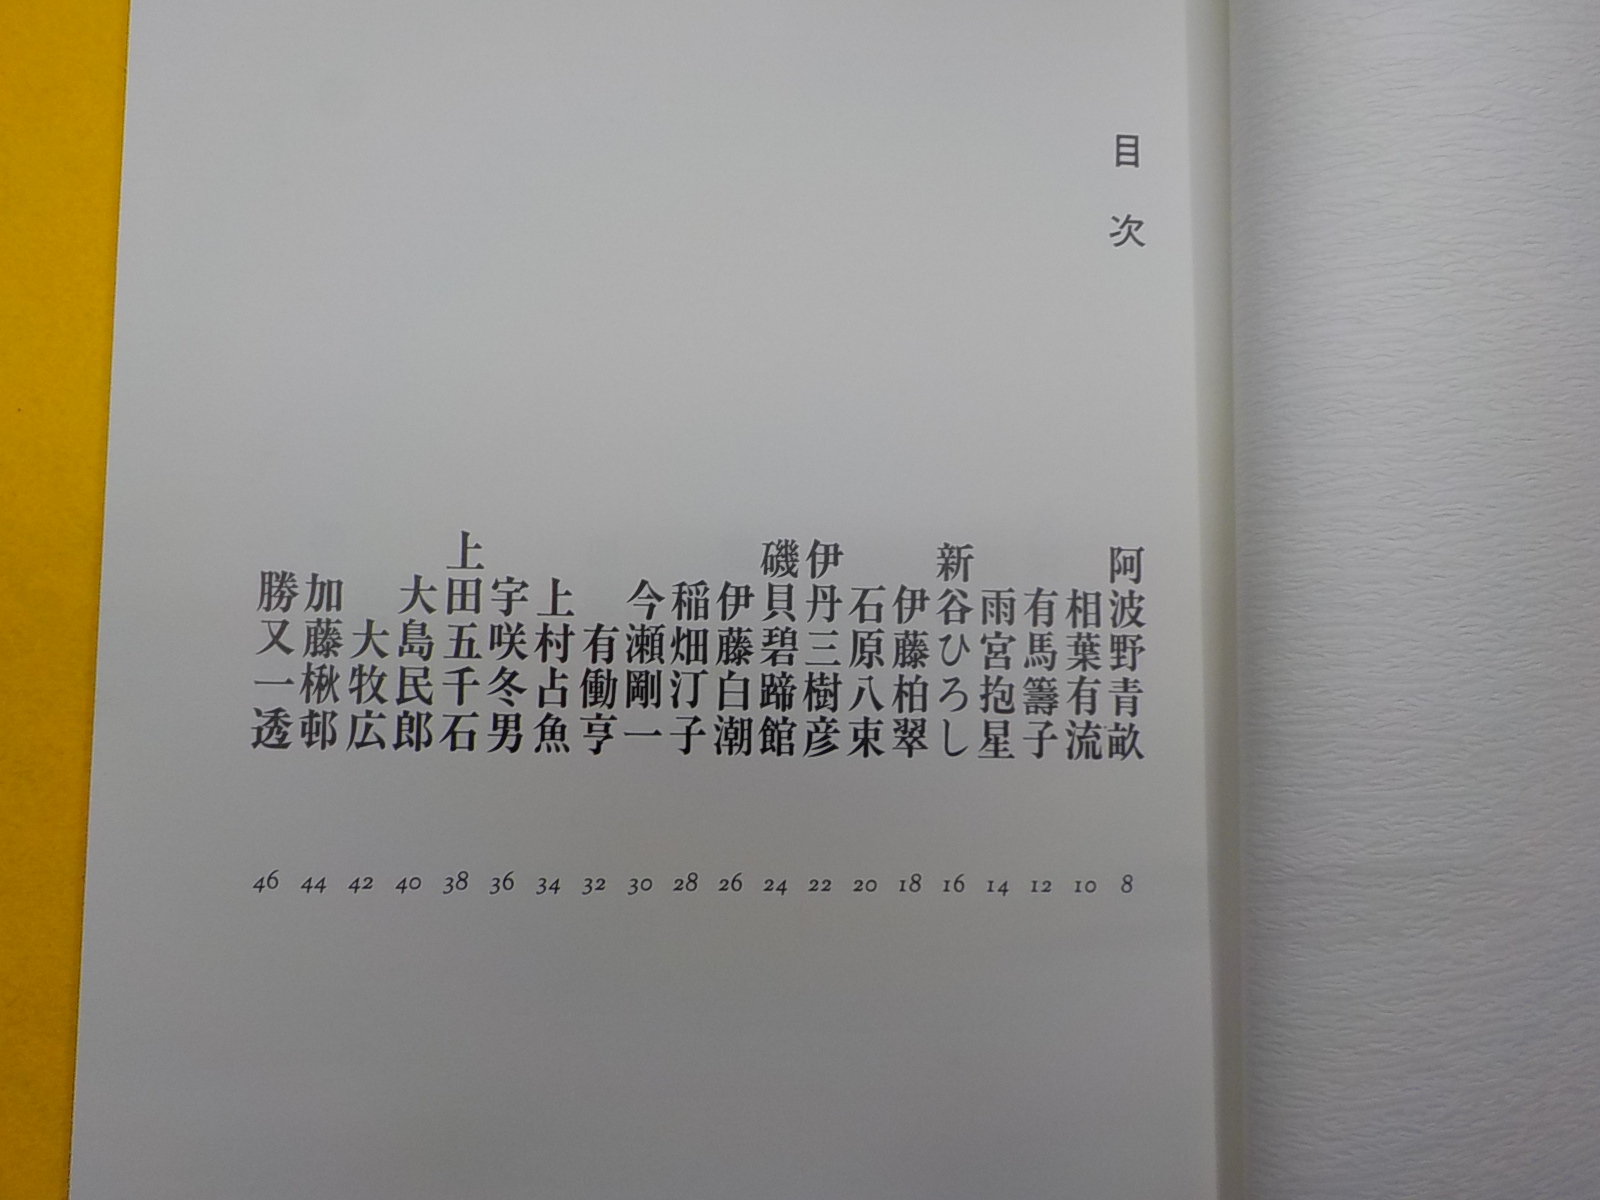 目次
阿波野青畝 8
相葉有流 10
有馬籌子 12
雨宮抱星 14
新谷ひろし 16
伊藤柏翠 18
石原八束 20
伊丹三樹彦 22
磯貝碧蹄館 24
伊藤白潮 26
稲畑汀子 28
今瀬剛一 30
有働亨 32
上村占魚 34
宇咲冬男 36
上田五千石 38
大島民郎 40
大牧広 42
加藤楸邨 44
勝又一透 46